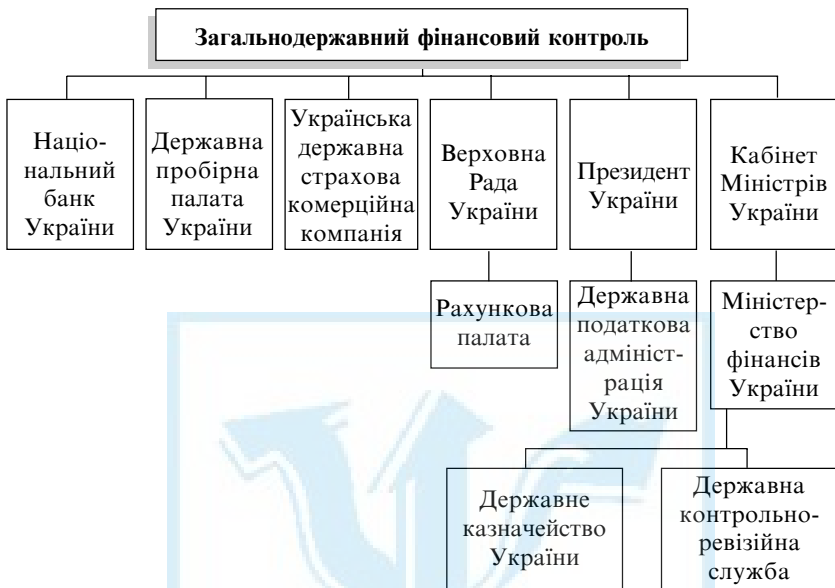 Загальнодержавний фінансовий контроль
Націо-
нальний
банк
України
Державна
пробірна
палата
України
Українська
державна
страхова
комерційна
компанія
Верховна
Рада
України
Президент
України
Кабінет
Міністрів
України
Рахункова
палата
Державна
податкова
адмініст-
рація
України
Міністер-
ство
фінансів
України
Державне
казначейство
України
Державна
контрольно-
ревізійна
служба